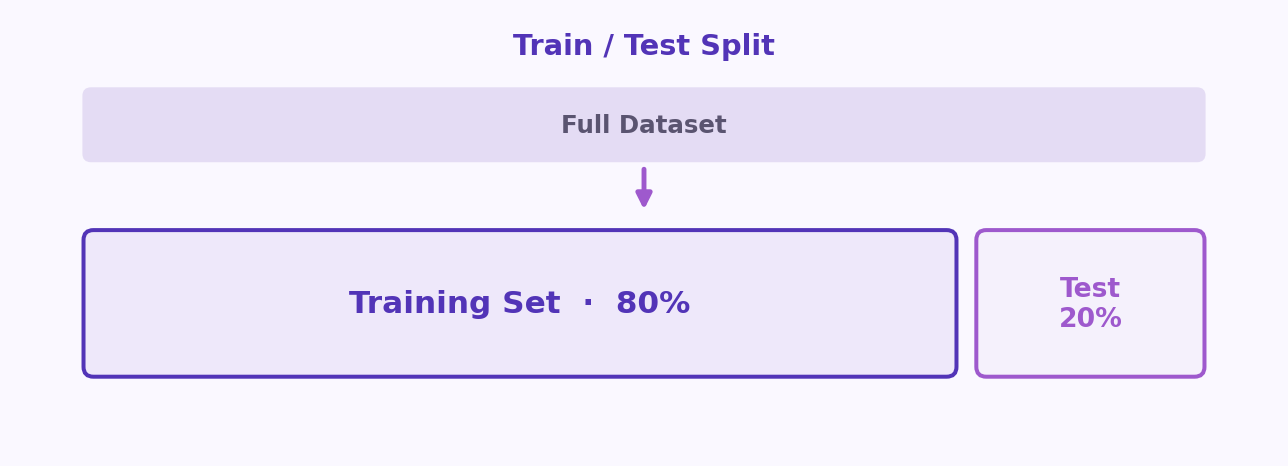 Train / Test Split
Full Dataset
Training Set · 80%
Test
20%